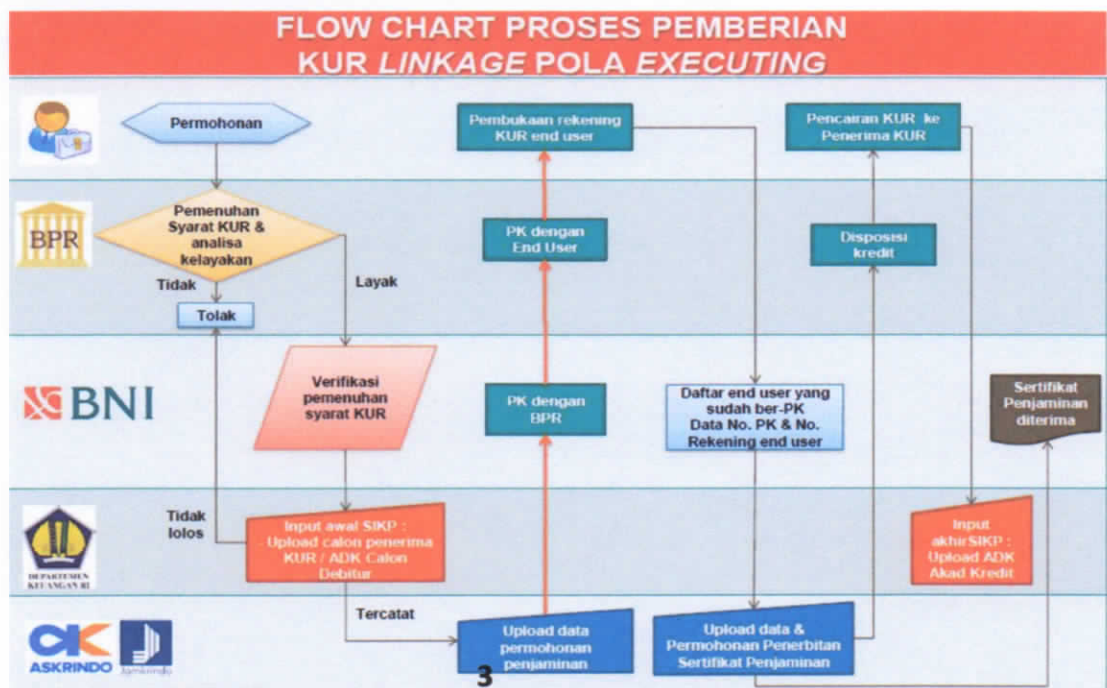 FLOW CHART PROSES PEMBERIAN
KUR LINKAGE POLA EXECUTING
Permohonan
Pembukaan rekening
KUR end user
Pencairan KUR ke
Penerima KUR
BPR
Pemenuhan
Syarat KUR &
analisa
kelayakan
Tidak
Layak
Tolak
PK dengan
End User
Disposisi
kredit
BNI
Verifikasi
pemenuhan
syarat KUR
PK dengan
BPR
Daftar end user yang
sudah ber-PK
Data No. PK & No.
Rekening end user
Sertifikat
Penjaminan
diterima
DEPARTEMEN
KEUANGAN RI
Tidak
lolos
Input awal SIKP :
Upload calon penerima
KUR / ADK Calon
Debitur
Input
akhirSIKP :
Upload ADK
Akad Kredit
Tercatat
ASKRINDO
Jamkrindo
Upload data
permohonan
penjaminan
3
Upload data &
Permohonan Penerbitan
Sertifikat Penjaminan